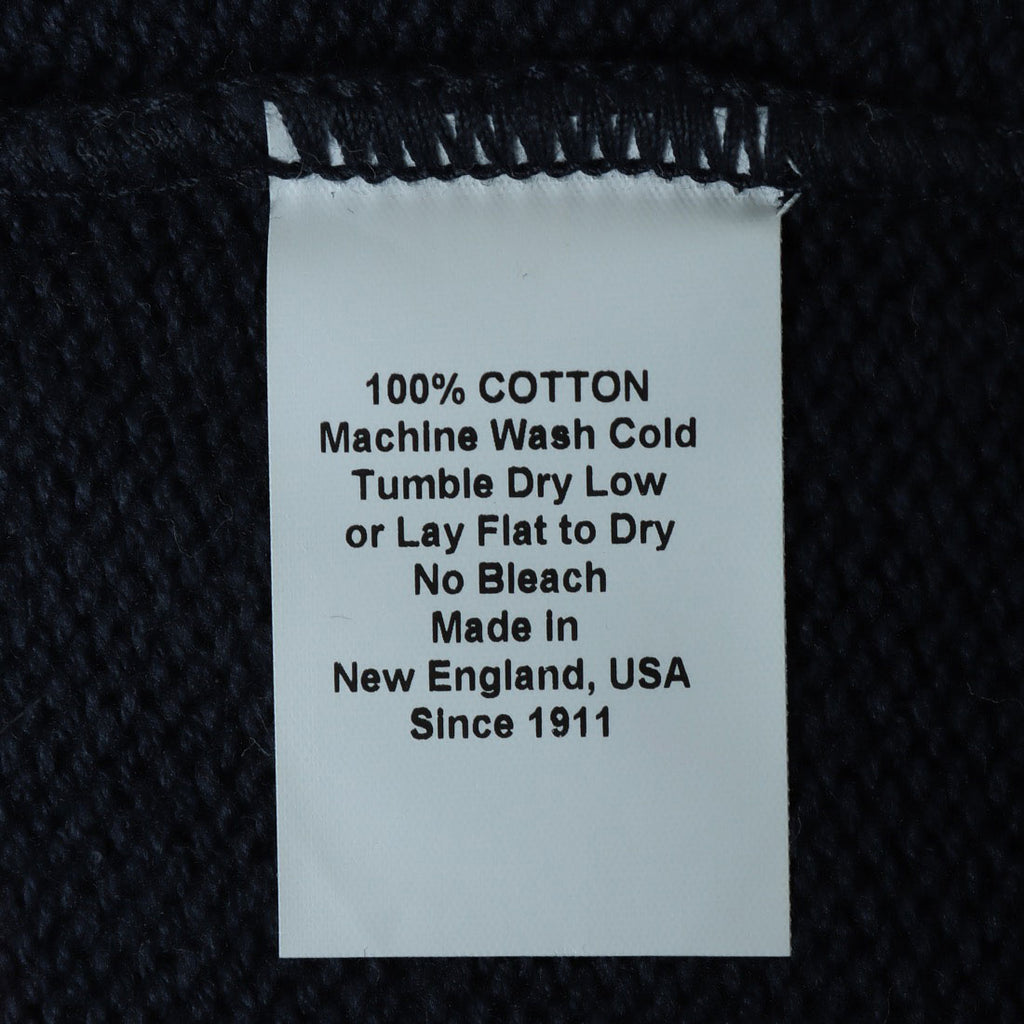 100% COTTON
Machine Wash Cold
Tumble Dry Low
or Lay Flat to Dry
No Bleach
Made in
New England, USA
Since 1911